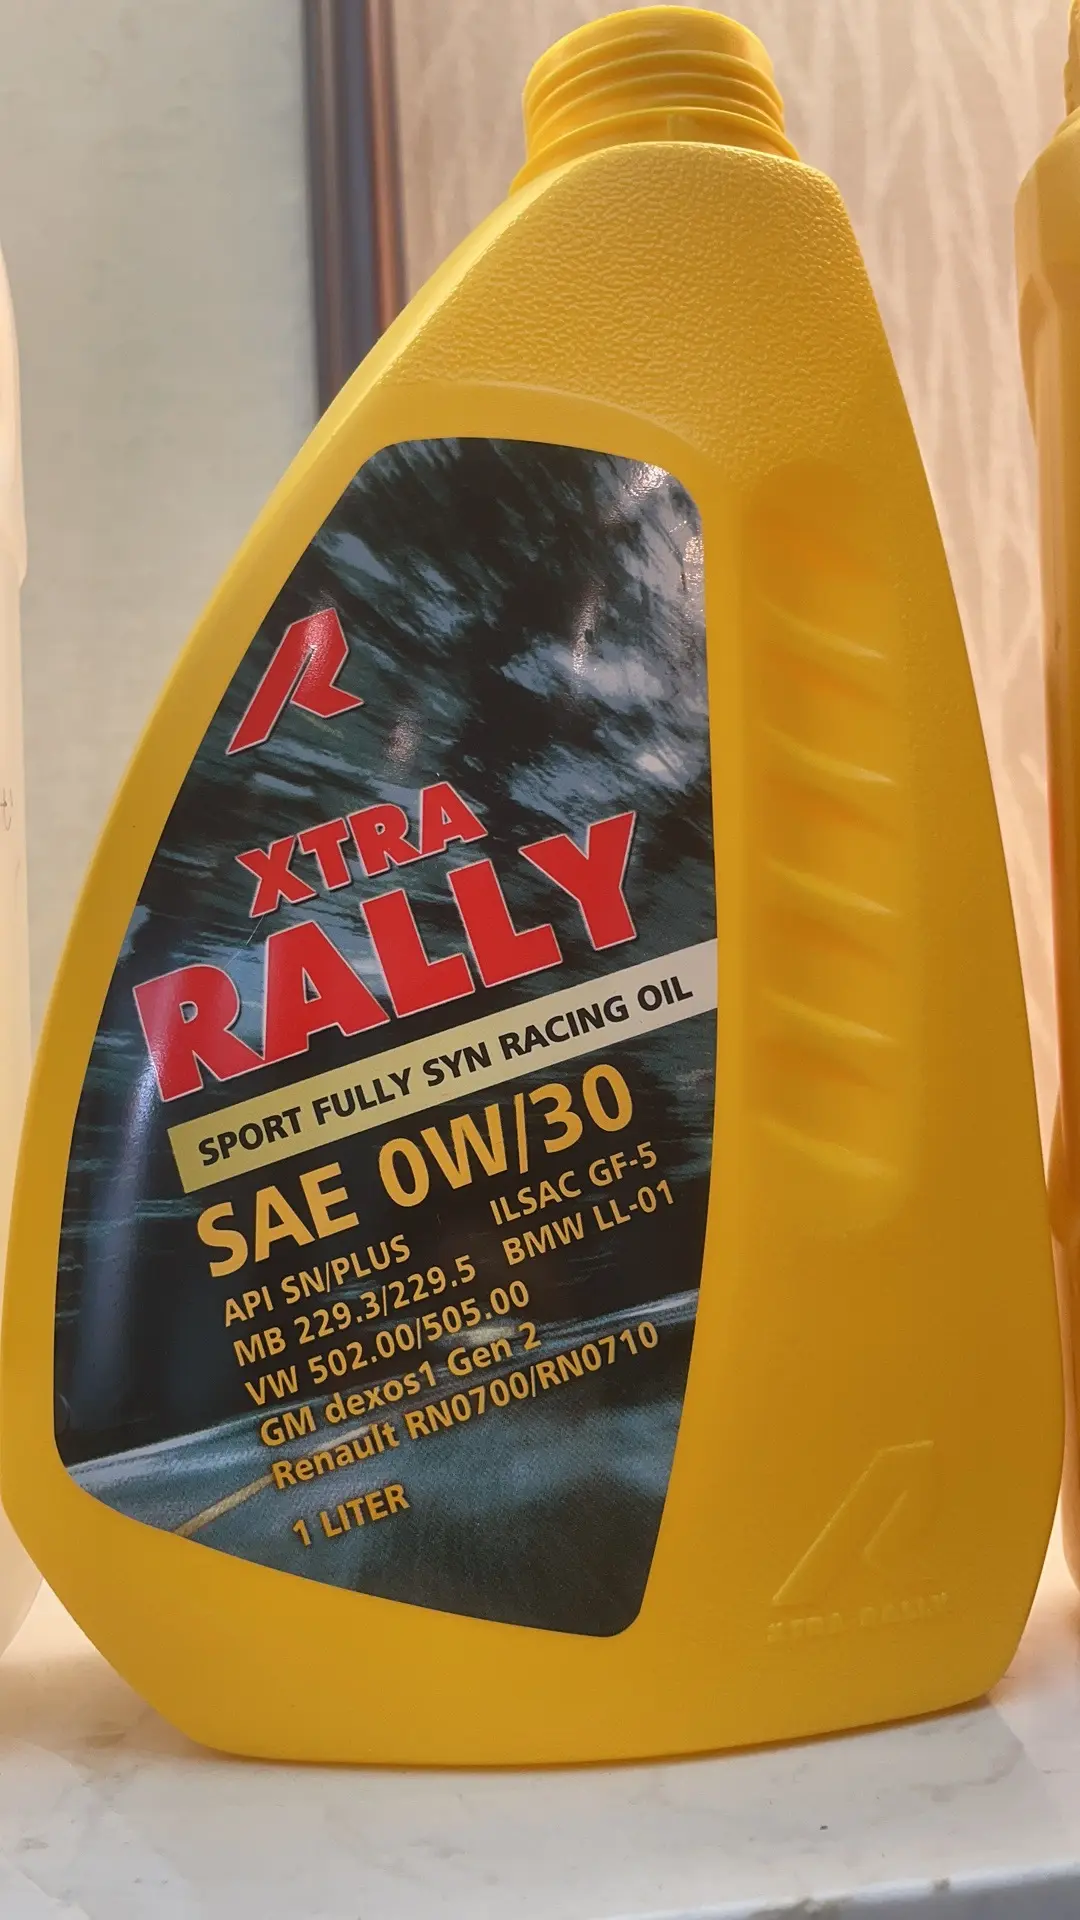 XTRA
RALLY
SPORT FULLY SYN RACING OIL
SAE 0W/30
API SN/PLUS ILSAC GF-5
MB 229.3/229.5 BMW LL-01
VW 502.00/505.00
GM dexos1 Gen 2
Renault RN0700/RN0710
1 LITER
XTRA-RALLY